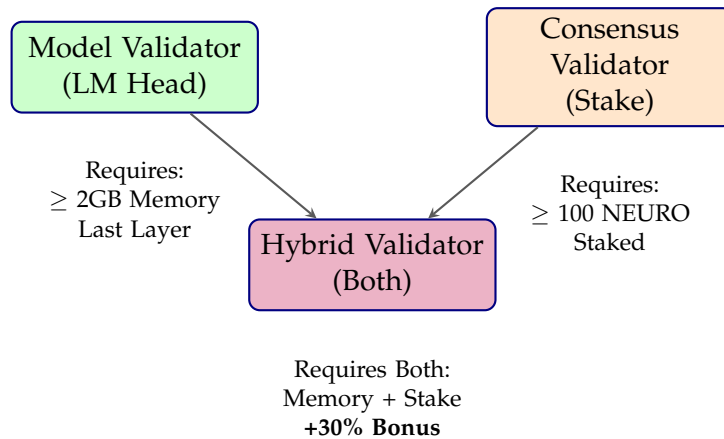 Model Validator
(LM Head)
Consensus
Validator
(Stake)
Requires:
≥ 2GB Memory
Last Layer
Requires:
≥ 100 NEURO
Staked
Hybrid Validator
(Both)
Requires Both:
Memory + Stake
+30% Bonus